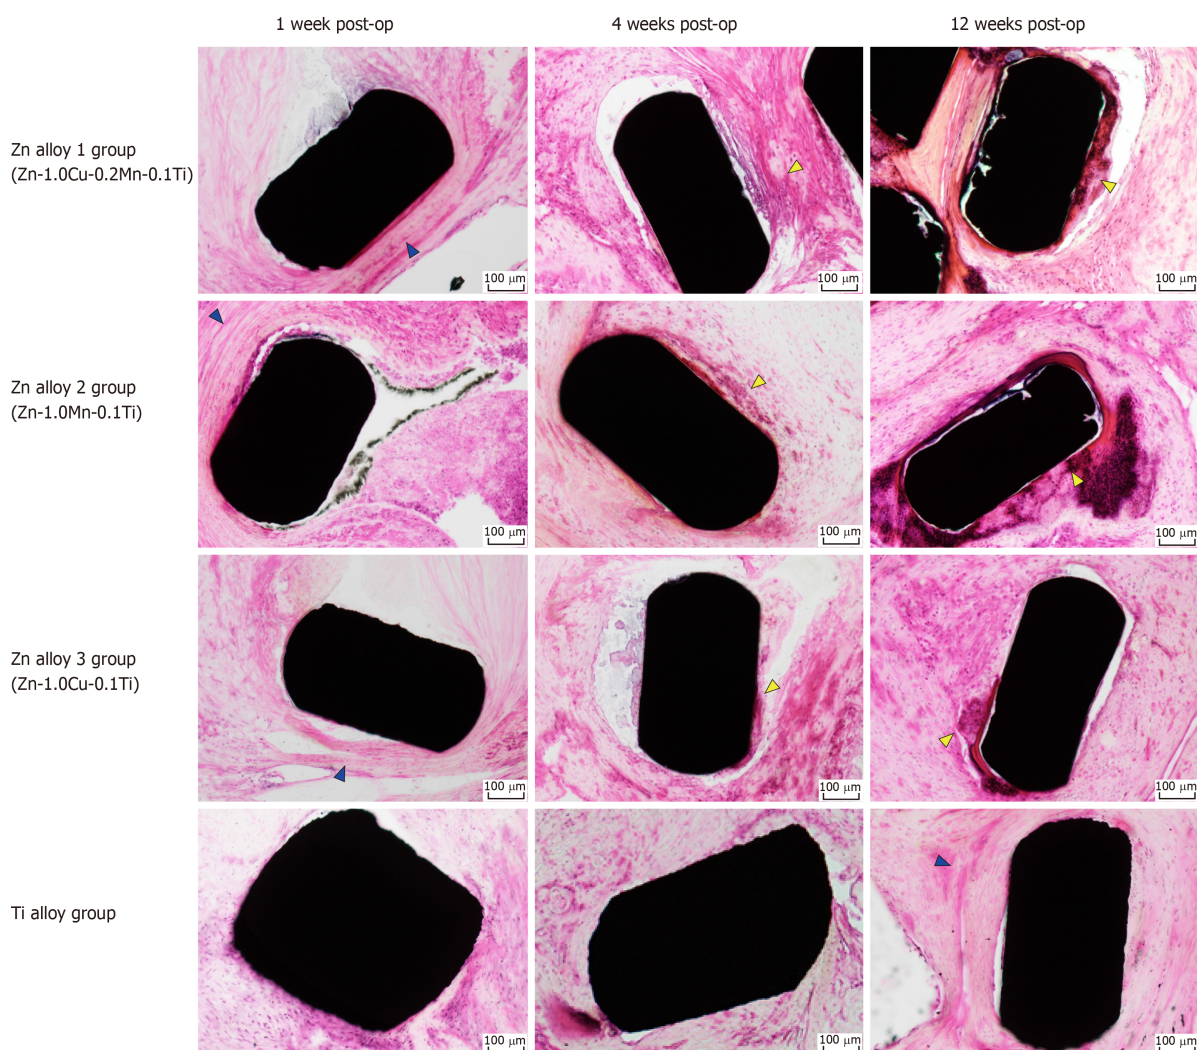 1 week post-op
4 weeks post-op
12 weeks post-op
Zn alloy 1 group
(Zn-1.0Cu-0.2Mn-0.1Ti)
100 μm
100 μm
100 μm
Zn alloy 2 group
(Zn-1.0Mn-0.1Ti)
100 μm
100 μm
100 μm
Zn alloy 3 group
(Zn-1.0Cu-0.1Ti)
100 μm
100 μm
100 μm
Ti alloy group
100 μm
100 μm
100 μm